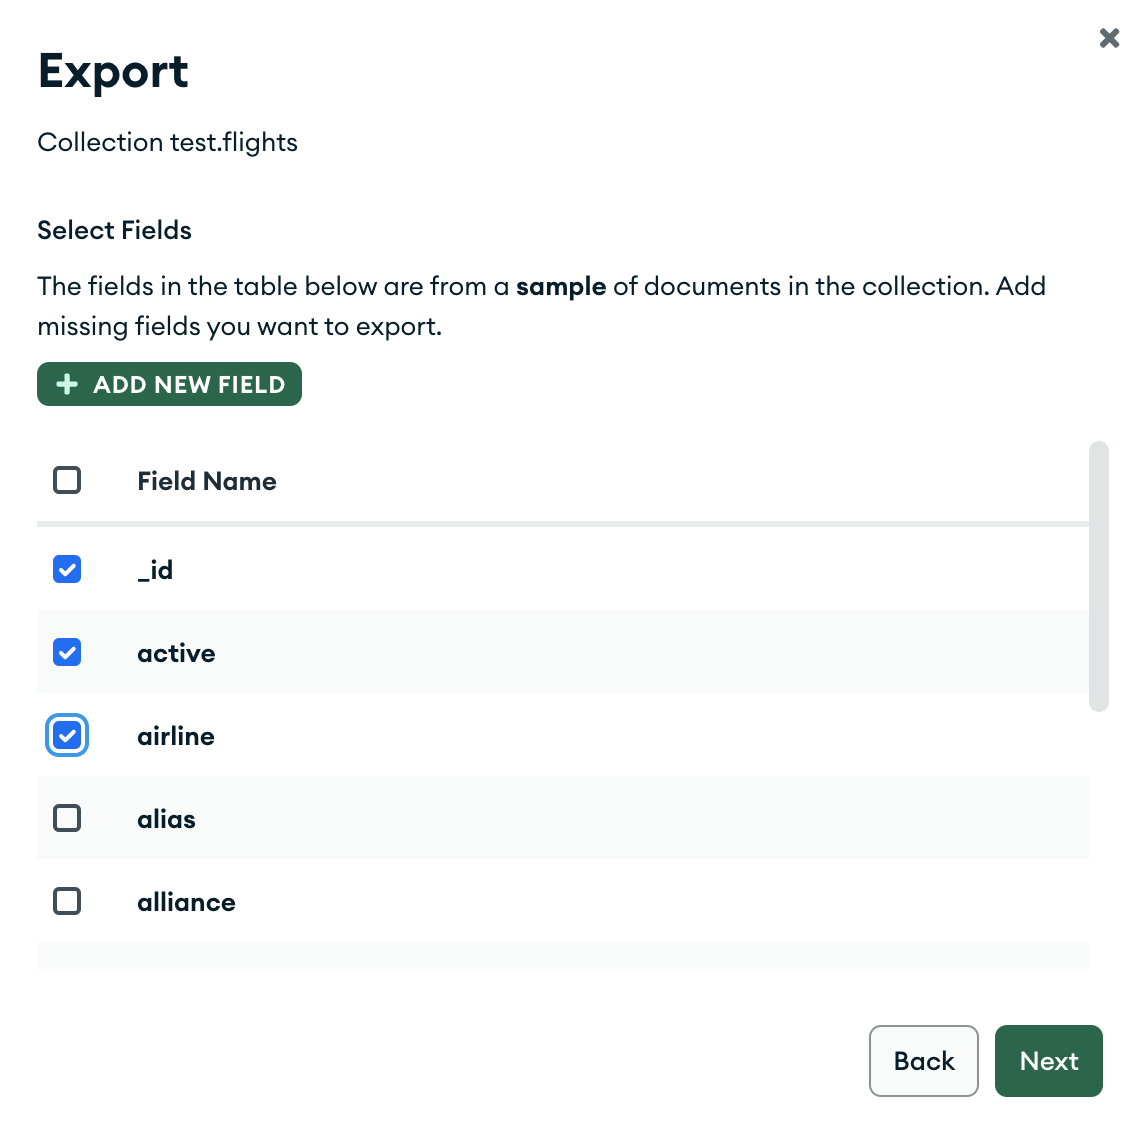 Export
Collection test.flights
Select Fields
The fields in the table below are from a sample of documents in the collection. Add
missing fields you want to export.
ADD NEW FIELD
Field Name
_id
active
airline
alias
alliance
Back
Next